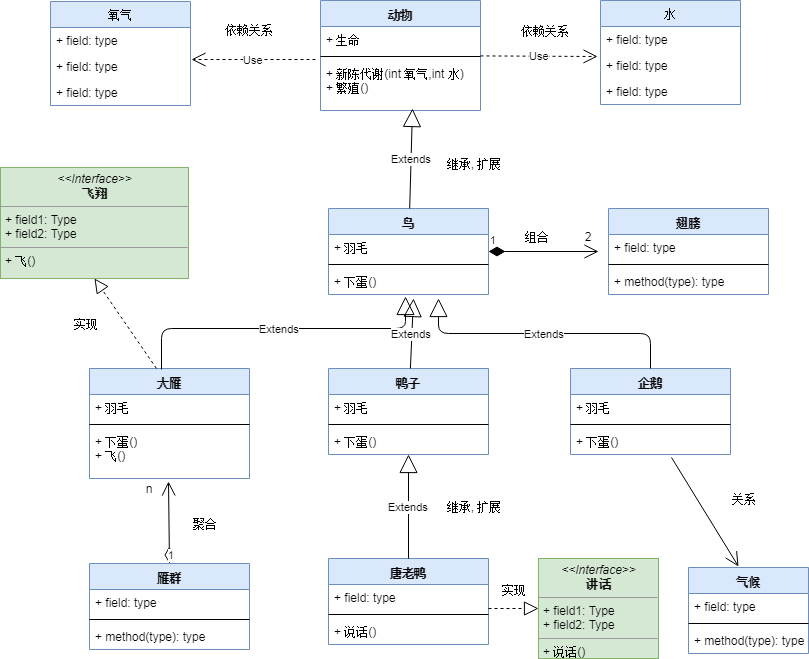 氧气
+ field: type
+ field: type
+ field: type
依赖关系
Use
动物
+ 生命
+ 新陈代谢(int 氧气,int 水)
+ 繁殖()
依赖关系
Use
水
+ field: type
+ field: type
+ field: type
Extends
继承, 扩展
<<Interface>>
飞翔
+ field1: Type
+ field2: Type
+ 飞()
鸟
+ 羽毛
+ 下蛋()
1
组合
2
翅膀
+ field: type
+ method(type): type
实现
Extends
Extends
Extends
大雁
+ 羽毛
+ 下蛋()
+ 飞()
鸭子
+ 羽毛
+ 下蛋()
企鹅
+ 羽毛
+ 下蛋()
n
聚合
1
Extends
继承, 扩展
关系
雁群
+ field: type
+ method(type): type
唐老鸭
+ field: type
+ 说话()
实现
<<Interface>>
讲话
+ field1: Type
+ field2: Type
+ 说话()
气候
+ field: type
+ method(type): type